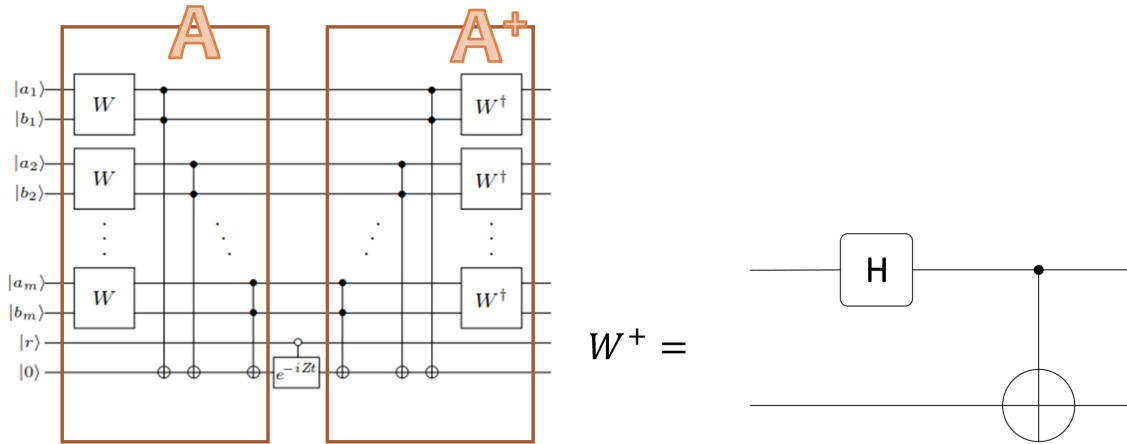 A A⁺
|a₁⟩ W W†
|b₁⟩
|a₂⟩ W W†
|b₂⟩
|aₘ⟩ W W†
|bₘ⟩
|r⟩
|0⟩ e⁻ⁱᶻᵗ
W⁺ =
H